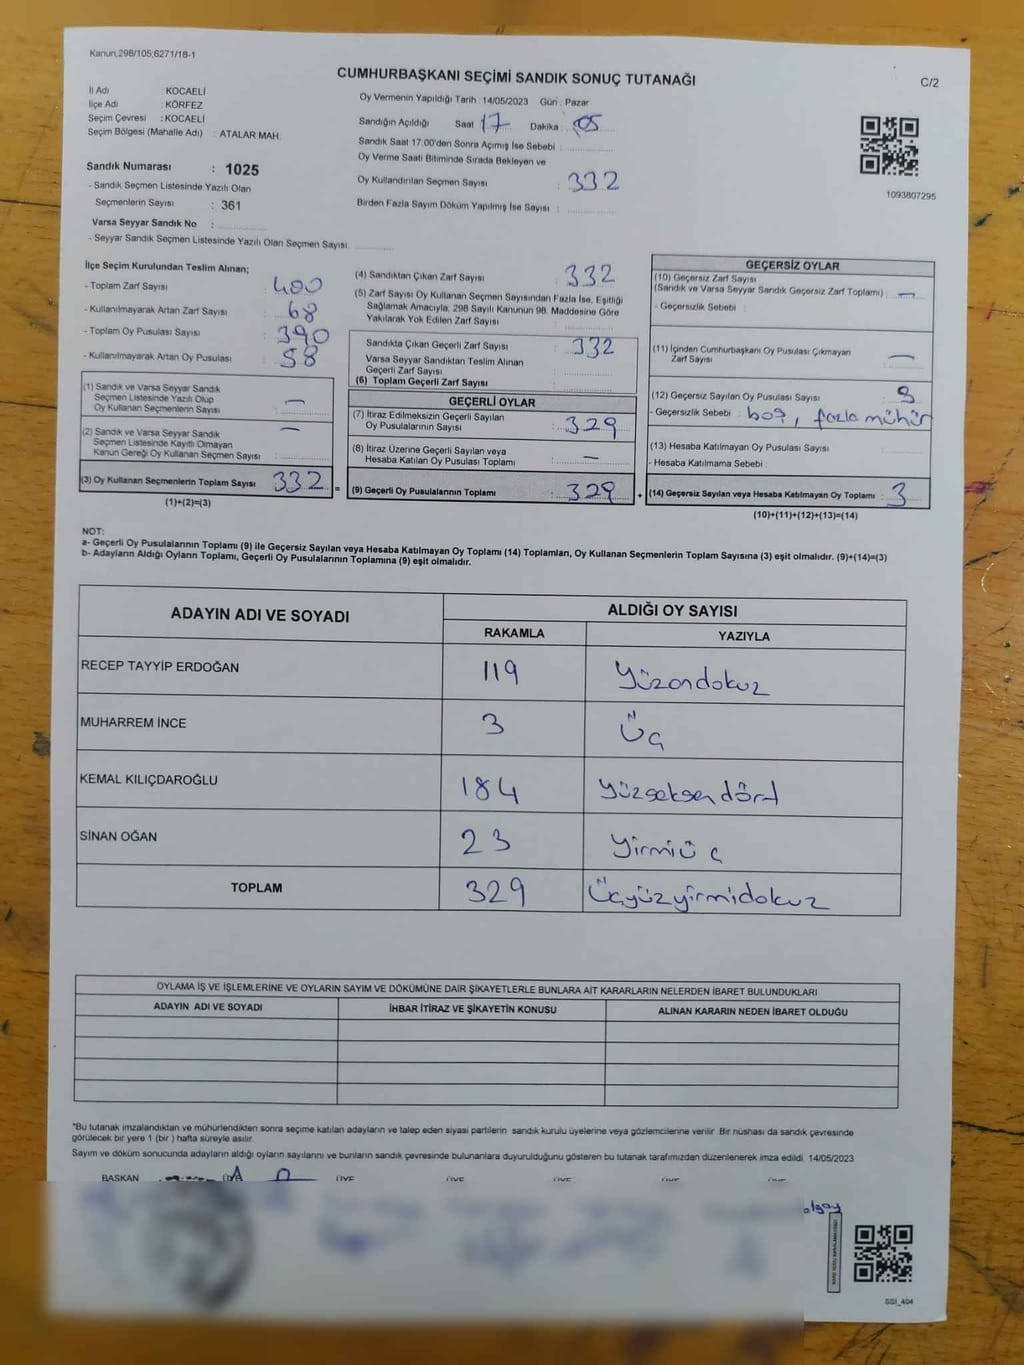 Kanun,298/105,6271/18-1
CUMHURBAŞKANI SEÇİMİ SANDIK SONUÇ TUTANAĞI
C/2
İl Adı : KOCAELİ
İlçe Adı : KÖRFEZ
Seçim Çevresi : KOCAELİ
Seçim Bölgesi (Mahalle Adı) : ATALAR MAH.
Sandık Numarası : 1025
- Sandık Seçmen Listesinde Yazılı Olan
Seçmenlerin Sayısı : 361
Varsa Seyyar Sandık No :
- Seyyar Sandık Seçmen Listesinde Yazılı Olan Seçmen Sayısı:
Oy Vermenin Yapıldığı Tarih : 14/05/2023 Gün : Pazar
Sandığın Açıldığı Saat 17 Dakika : 05
Sandık Saat 17.00'den Sonra Açımış İse Sebebi :
Oy Verme Saati Bitiminde Sırada Bekleyen ve
Oy Kullandırılan Seçmen Sayısı : 332
Birden Fazla Sayım Döküm Yapılmış İse Sayısı :
1093807295
İlçe Seçim Kurulundan Teslim Alınan;
- Toplam Zarf Sayısı : 400
- Kullanılmayarak Artan Zarf Sayısı : 68
- Toplam Oy Pusulası Sayısı : 390
- Kullanılmayarak Artan Oy Pusulası : 58
(1) Sandık ve Varsa Seyyar Sandık
Seçmen Listesinde Yazılı Olup
Oy Kullanan Seçmenlerin Sayısı : —
(2) Sandık ve Varsa Seyyar Sandık
Seçmen Listesinde Kayıtlı Olmayan
Kanun Gereği Oy Kullanan Seçmen Sayısı : —
(3) Oy Kullanan Seçmenlerin Toplam Sayısı 332 =
(1)+(2)=(3)
(4) Sandıktan Çıkan Zarf Sayısı : 332
(5) Zarf Sayısı Oy Kullanan Seçmen Sayısından Fazla İse, Eşitliği
Sağlamak Amacıyla, 298 Sayılı Kanunun 98. Maddesine Göre
Yakılarak Yok Edilen Zarf Sayısı :
Sandıkta Çıkan Geçerli Zarf Sayısı : 332
Varsa Seyyar Sandıktan Teslim Alınan
Geçerli Zarf Sayısı :
(6) Toplam Geçerli Zarf Sayısı
GEÇERLİ OYLAR
(7) İtiraz Edilmeksizin Geçerli Sayılan
Oy Pusulalarının Sayısı : 329
(8) İtiraz Üzerine Geçerli Sayılan veya
Hesaba Katılan Oy Pusulası Toplamı : —
(9) Geçerli Oy Pusulalarının Toplamı : 329 +
GEÇERSİZ OYLAR
(10) Geçersiz Zarf Sayısı
(Sandık ve Varsa Seyyar Sandık Geçersiz Zarf Toplamı) : —
- Geçersizlik Sebebi :
(11) İçinden Cumhurbaşkanı Oy Pusulası Çıkmayan
Zarf Sayısı : —
(12) Geçersiz Sayılan Oy Pusulası Sayısı :
- Geçersizlik Sebebi : boş, fazla mühür
(13) Hesaba Katılmayan Oy Pusulası Sayısı :
- Hesaba Katılmama Sebebi :
(14) Geçersiz Sayılan veya Hesaba Katılmayan Oy Toplamı : 3
(10)+(11)+(12)+(13)=(14)
NOT:
a- Geçerli Oy Pusulalarının Toplamı (9) ile Geçersiz Sayılan veya Hesaba Katılmayan Oy Toplamı (14) Toplamları, Oy Kullanan Seçmenlerin Toplam Sayısına (3) eşit olmalıdır. (9)+(14)=(3)
b- Adayların Aldığı Oyların Toplamı, Geçerli Oy Pusulalarının Toplamına (9) eşit olmalıdır.
ADAYIN ADI VE SOYADI
ALDIĞI OY SAYISI
RAKAMLA YAZIYLA
RECEP TAYYİP ERDOĞAN 119 Yüzondokuz
MUHARREM İNCE 3 Üç
KEMAL KILIÇDAROĞLU 184 Yüzseksendört
SİNAN OĞAN 23 Yirmiüç
TOPLAM 329 Üçyüzyirmidokuz
OYLAMA İŞ VE İŞLEMLERİNE VE OYLARIN SAYIM VE DÖKÜMÜNE DAİR ŞİKAYETLERLE BUNLARA AİT KARARLARIN NELERDEN İBARET BULUNDUKLARI
ADAYIN ADI VE SOYADI İHBAR İTİRAZ VE ŞİKAYETİN KONUSU ALINAN KARARIN NEDEN İBARET OLDUĞU
*Bu tutanak imzalandıktan ve mühürlendikten sonra seçime katılan adayların ve talep eden siyasi partilerin sandık kurulu üyelerine veya gözlemcilerine verilir. Bir nüshası da sandık çevresinde
görülecek bir yere 1 (bir) hafta süreyle asılır.
Sayım ve döküm sonucunda adayların aldığı oyların sayılarını ve bunların sandık çevresinde bulunanlara duyurulduğunu gösteren bu tutanak tarafımızdan düzenlenerek imza edildi. 14/05/2023
BAŞKAN ÜYE ÜYE ÜYE ÜYE
SSİ_404